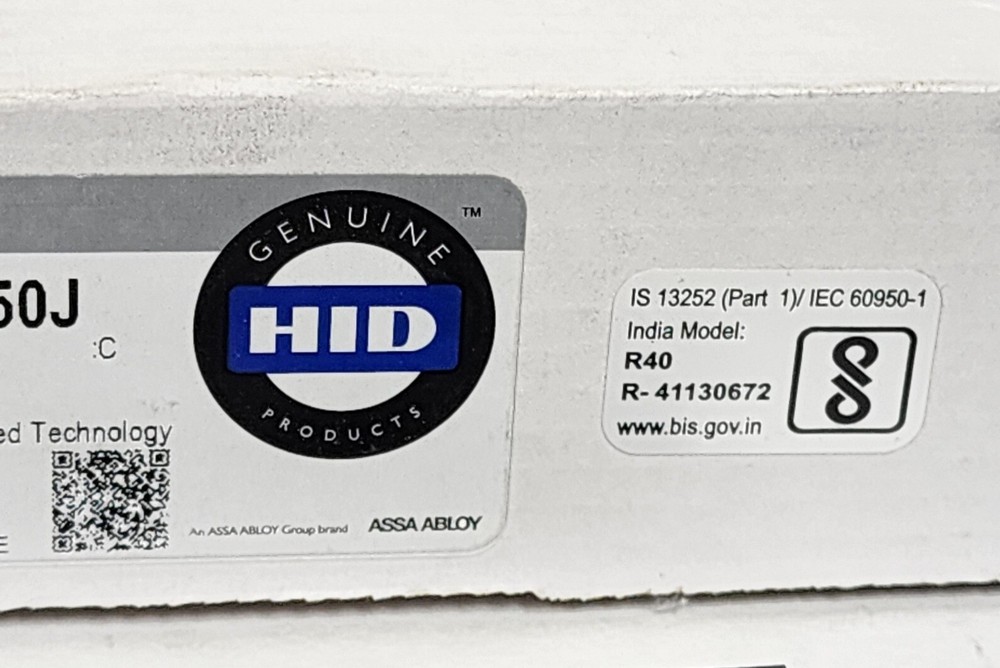 50J
:C
ed Technology
E
GENUINE
™
HID
PRODUCTS
An ASSA ABLOY Group brand ASSA ABLOY
IS 13252 (Part 1)/ IEC 60950-1
India Model:
R40
R- 41130672
www.bis.gov.in